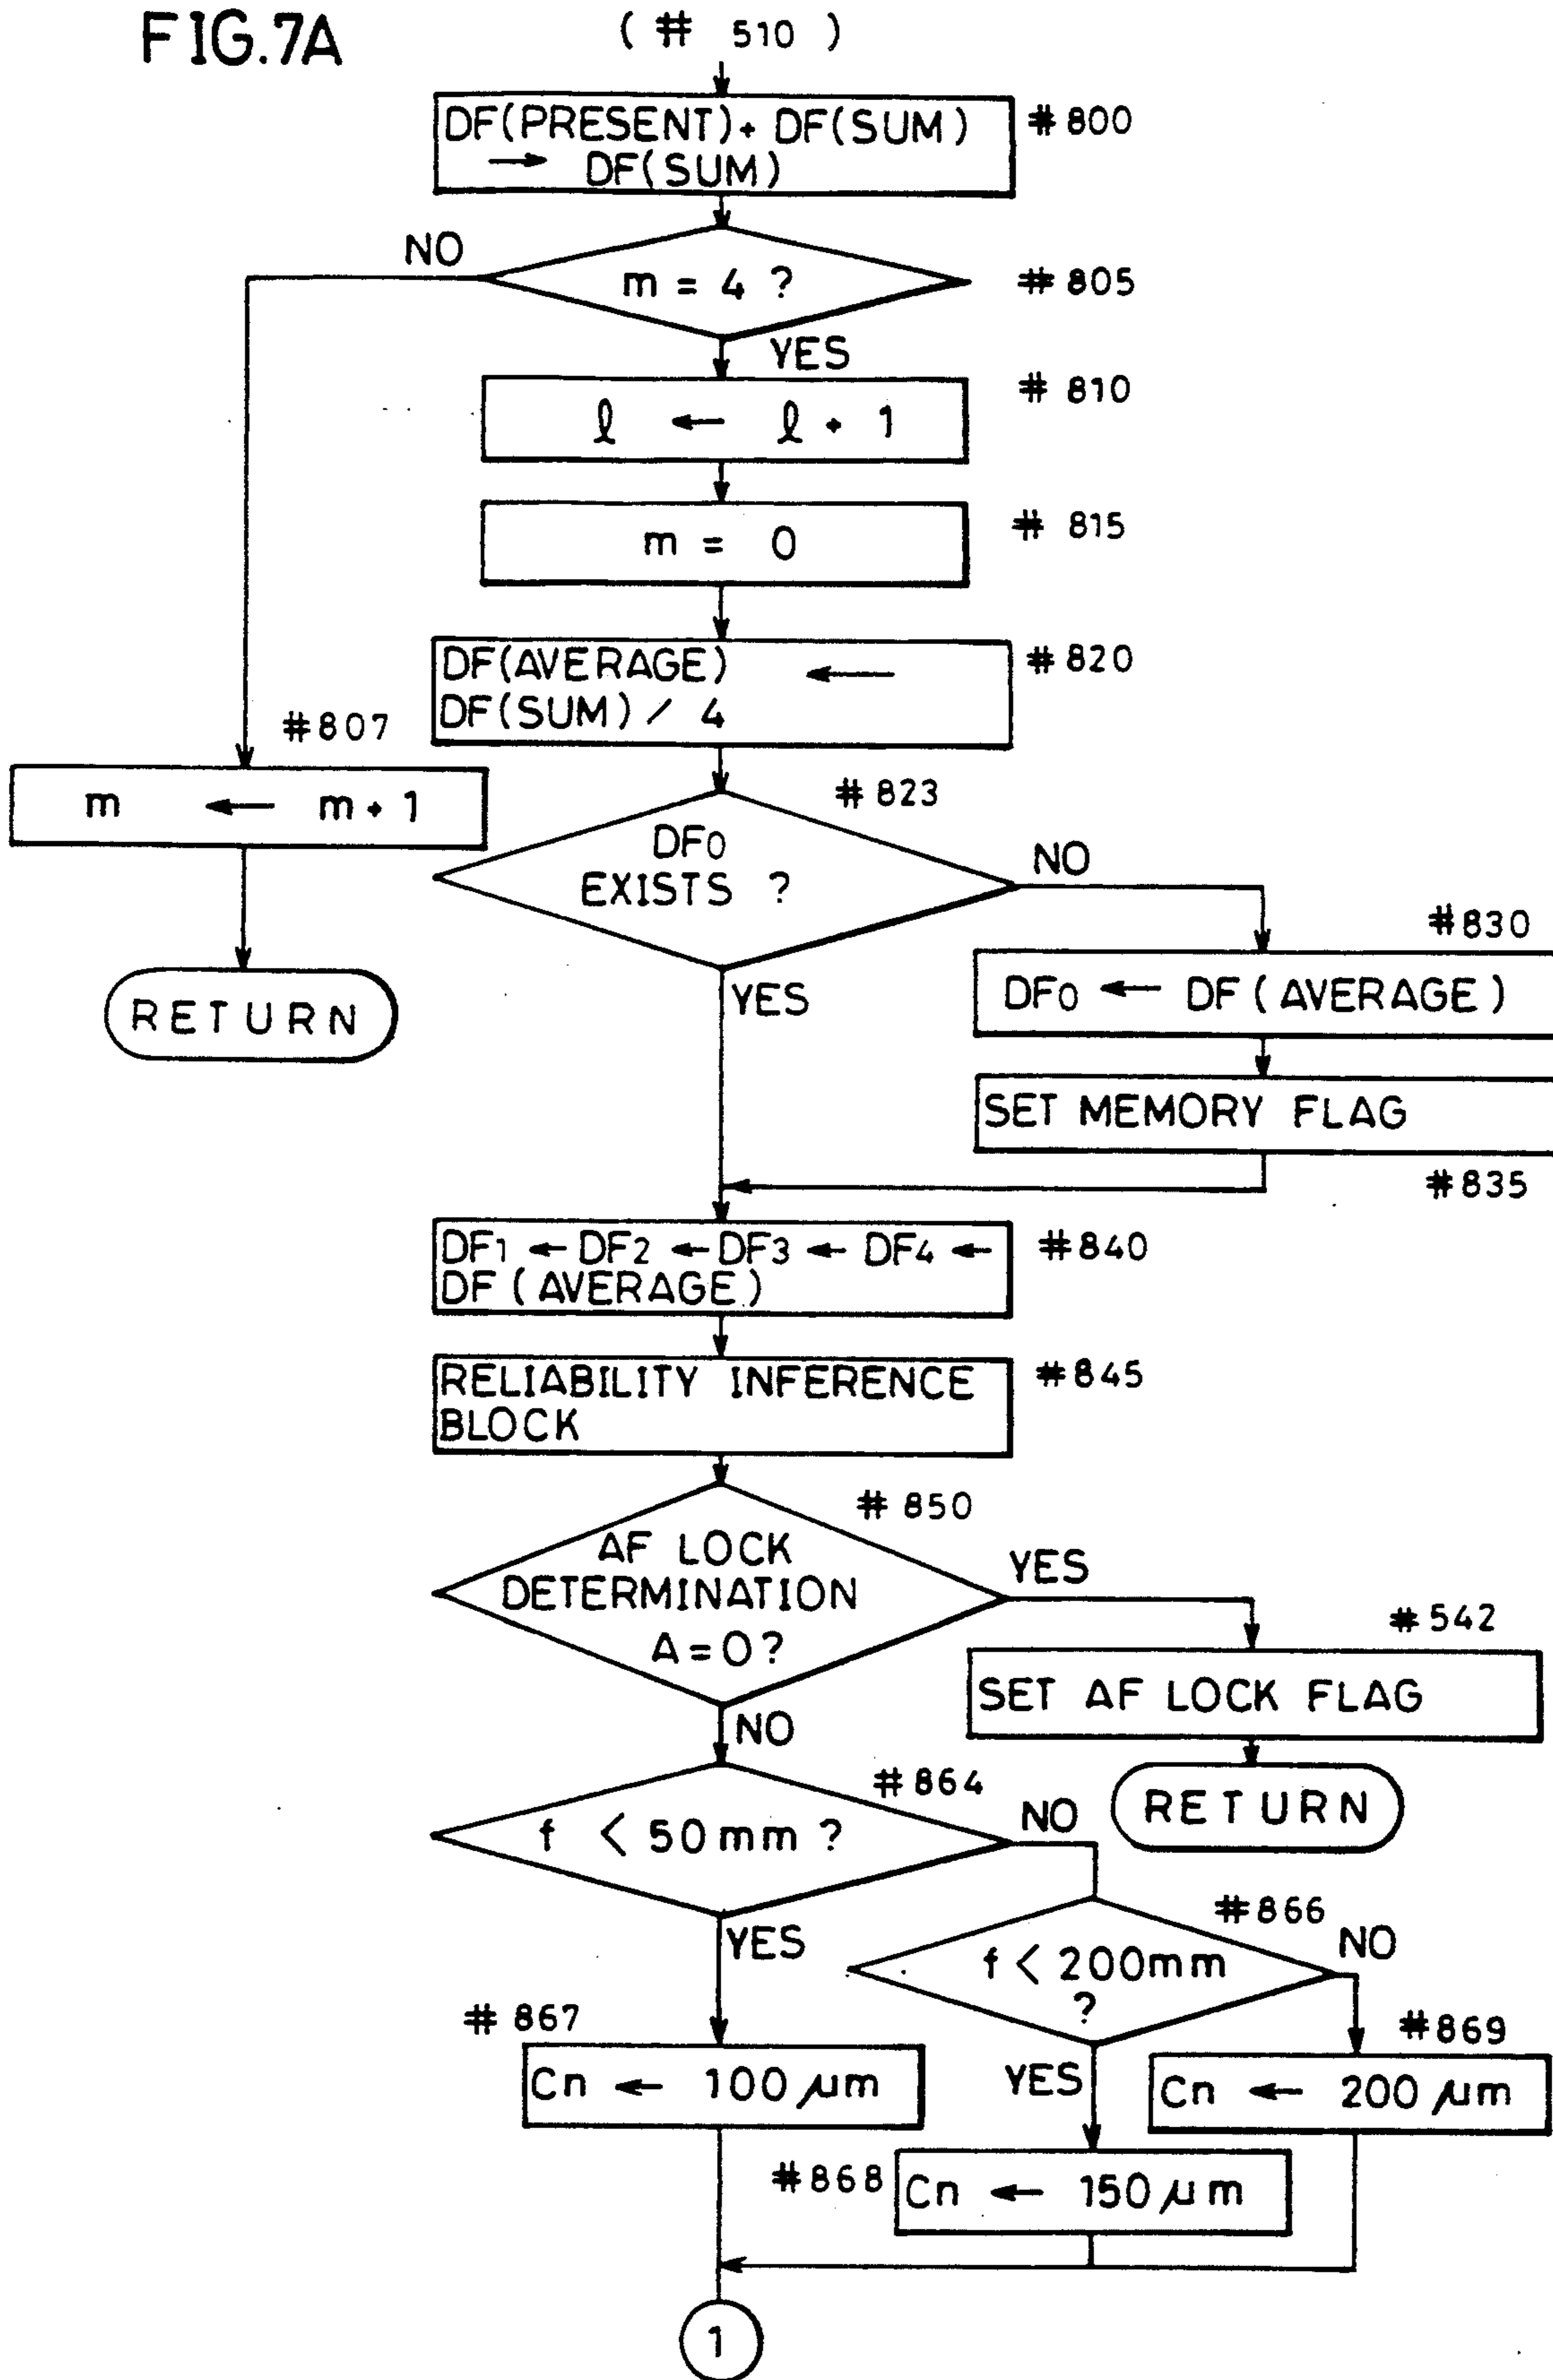 FIG.7A
( # 510 )
DF(PRESENT)+ DF(SUM)
→ DF(SUM)
# 800
NO
m = 4 ?
# 805
YES
ℓ ← ℓ + 1
# 810
m = 0
# 815
DF(AVERAGE) ←
DF(SUM) / 4
# 820
#807
m ← m + 1
RETURN
# 823
DF0
EXISTS ?
NO
YES
#830
DF0 ← DF ( AVERAGE )
SET MEMORY FLAG
#835
DF1 ← DF2 ← DF3 ← DF4 ←
DF ( AVERAGE )
#840
RELIABILITY INFERENCE
BLOCK
#845
# 850
AF LOCK
DETERMINATION
A = 0 ?
YES
#542
SET AF LOCK FLAG
RETURN
NO
#864
f < 50mm ?
NO
YES
#866
f < 200mm
?
NO
# 867
Cn ← 100 μm
YES
#869
Cn ← 200 μm
#868
Cn ← 150 μm
1